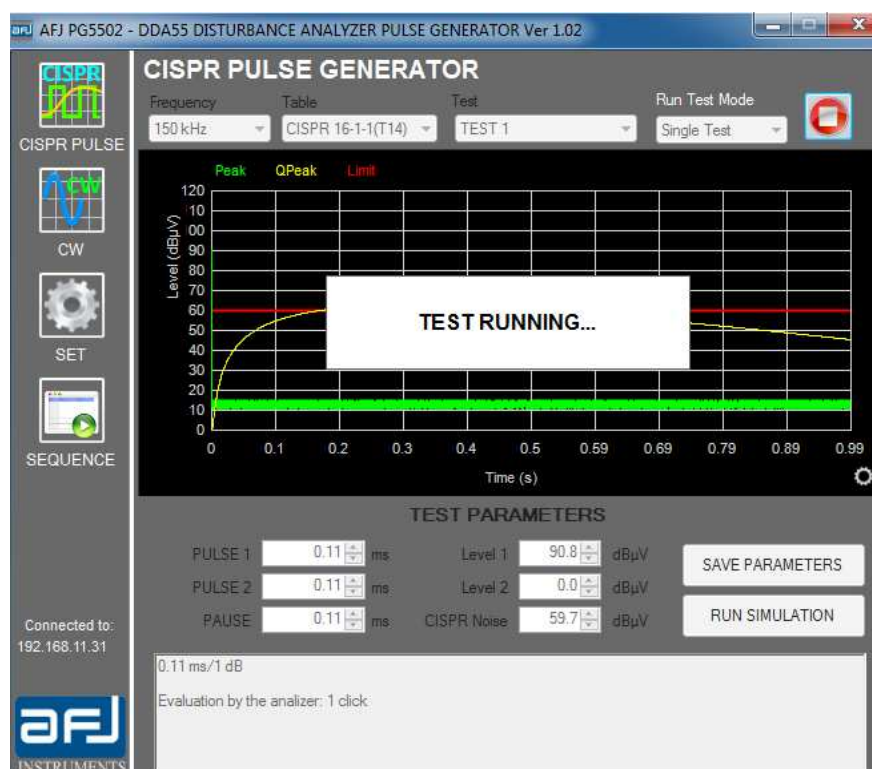 AFJ PG5502 - DDA55 DISTURBANCE ANALYZER PULSE GENERATOR Ver 1.02
CISPR
CISPR PULSE
CW
CW
SET
SEQUENCE
Connected to:
192.168.11.31
aFJ
INSTRUMENTS
CISPR PULSE GENERATOR
Frequency Table Test Run Test Mode
150 kHz CISPR 16-1-1(T14) TEST 1 Single Test
Peak QPeak Limit
Level (dBµV)
120
10
00
90
80
70
60
50
40
30
20
10
0
TEST RUNNING...
0 0.1 0.2 0.3 0.4 0.5 0.59 0.69 0.79 0.89 0.99
Time (s)
TEST PARAMETERS
PULSE 1 0.11 ms Level 1 90.8 dBµV
SAVE PARAMETERS
PULSE 2 0.11 ms Level 2 0.0 dBµV
PAUSE 0.11 ms CISPR Noise 59.7 dBµV
RUN SIMULATION
0.11 ms/1 dB
Evaluation by the analizer: 1 click